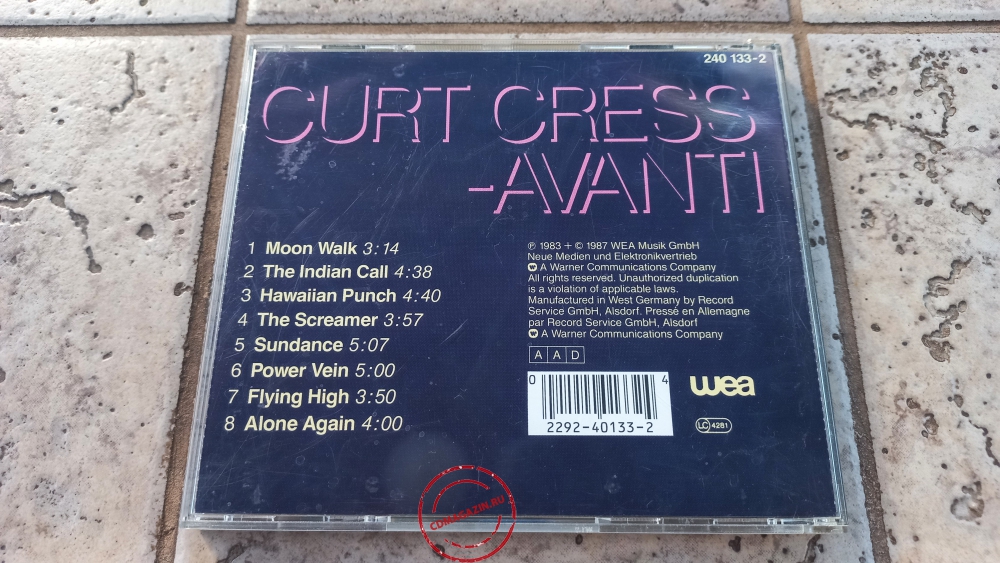 240 133-2
CURT CRESS
-AVANTI
1 Moon Walk 3:14
2 The Indian Call 4:38
3 Hawaiian Punch 4:40
4 The Screamer 3:57
5 Sundance 5:07
6 Power Vein 5:00
7 Flying High 3:50
8 Alone Again 4:00
℗ 1983 + © 1987 WEA Musik GmbH
Neue Medien und Elektronikvertrieb
A Warner Communications Company
All rights reserved. Unauthorized duplication
is a violation of applicable laws.
Manufactured in West Germany by Record
Service GmbH, Alsdorf. Pressé en Allemagne
par Record Service GmbH, Alsdorf
A Warner Communications Company
A A D
0 4
2292-40133-2
wea
LC 4281
CDMAGAZIN.RU